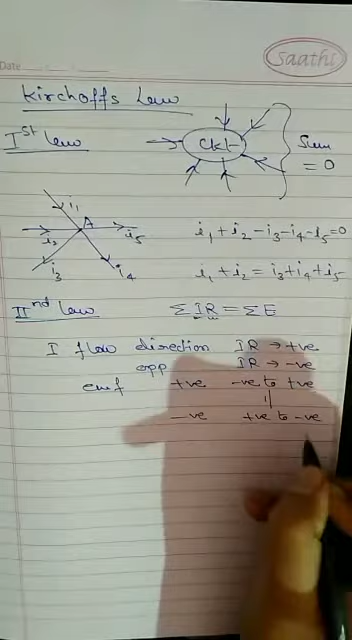 Date
Saathi
Kirchoffs Law
Ist law
Ckt
Sum = 0
i1
A
i2
i5
i3
i4
i1 + i2 - i3 - i4 - i5 = 0
i1 + i2 = i3 + i4 + i5
IInd law
ΣIR = ΣE
I flow direction IR → +ve
opp IR → -ve
emf +ve -ve to +ve
-ve +ve to -ve